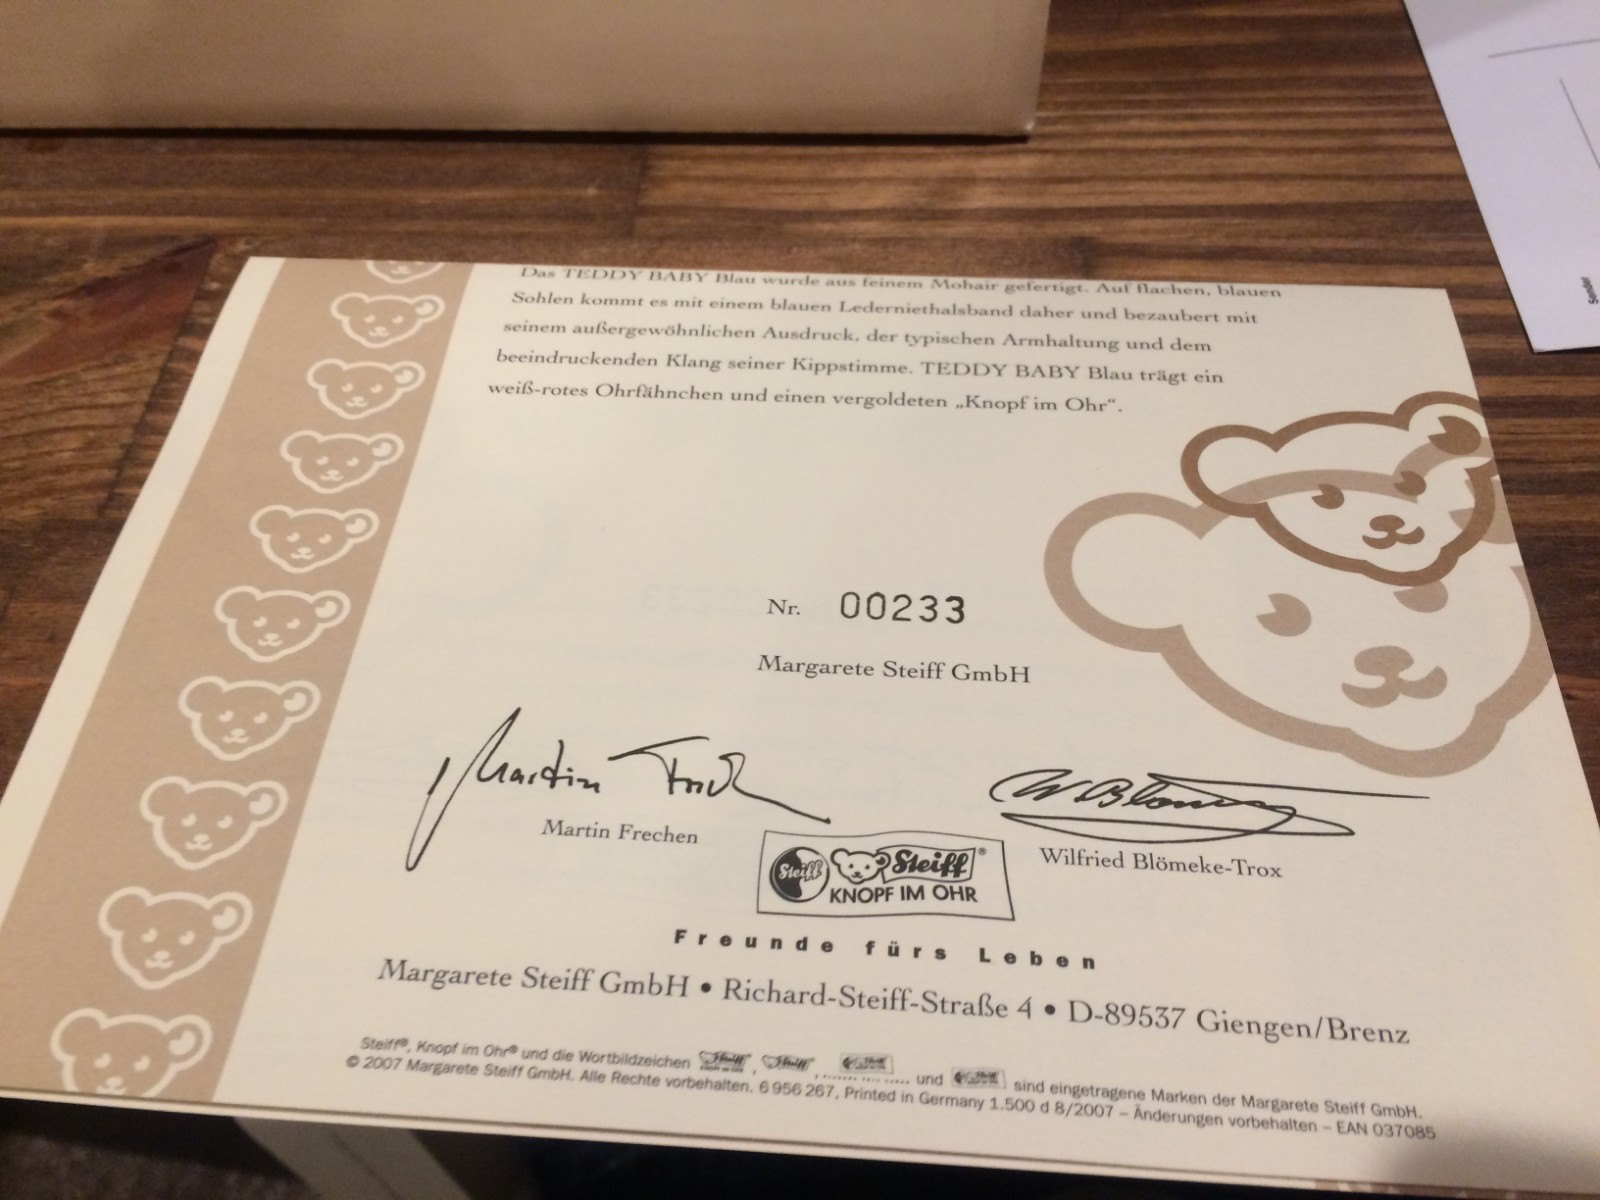 Das TEDDY BABY Blau wurde aus feinem Mohair gefertigt. Auf flachen, blauen
Sohlen kommt es mit einem blauen Lederniethalsband daher und bezaubert mit
seinem außergewöhnlichen Ausdruck, der typischen Armhaltung und dem
beeindruckenden Klang seiner Kippstimme. TEDDY BABY Blau trägt ein
weiß-rotes Ohrfähnchen und einen vergoldeten „Knopf im Ohr“.
Nr. 00233
Margarete Steiff GmbH
Martin Frechen
Wilfried Blömeke-Trox
Steiff Steiff®
KNOPF IM OHR
Freunde fürs Leben
Margarete Steiff GmbH • Richard-Steiff-Straße 4 • D-89537 Giengen/Brenz
Steiff®, Knopf im Ohr® und die Wortbildzeichen Steiff, Steiff, und sind eingetragene Marken der Margarete Steiff GmbH.
© 2007 Margarete Steiff GmbH. Alle Rechte vorbehalten. 6 956 267, Printed in Germany 1.500 d 8/2007 – Änderungen vorbehalten – EAN 037085
Sender